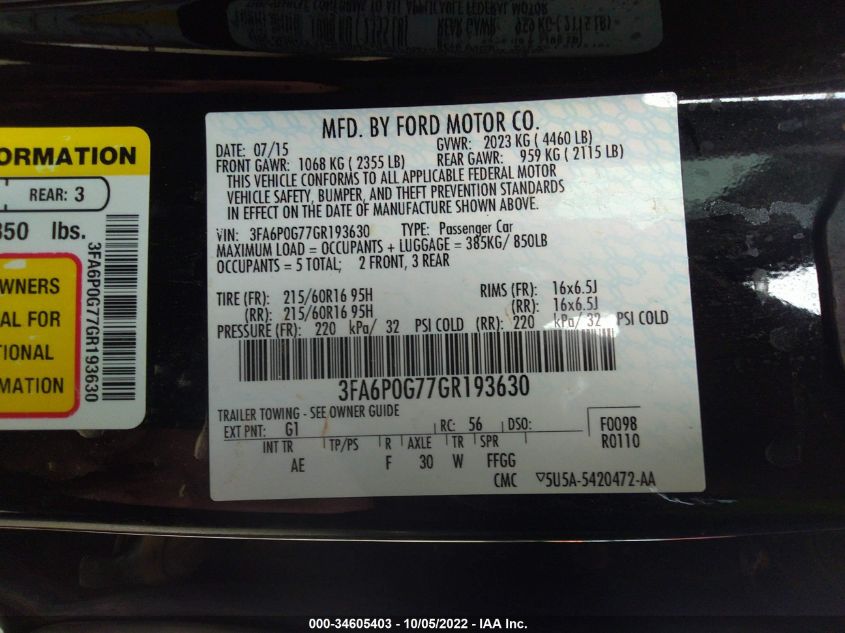 ORMATION
REAR: 3
350 lbs.
WNERS
AL FOR
TIONAL
MATION
3FA6P0G77GR193630
MFD. BY FORD MOTOR CO.
DATE: 07/15 GVWR: 2023 KG ( 4460 LB)
FRONT GAWR: 1068 KG ( 2355 LB) REAR GAWR: 959 KG ( 2115 LB)
THIS VEHICLE CONFORMS TO ALL APPLICABLE FEDERAL MOTOR
VEHICLE SAFETY, BUMPER, AND THEFT PREVENTION STANDARDS
IN EFFECT ON THE DATE OF MANUFACTURE SHOWN ABOVE.
VIN: 3FA6P0G77GR193630 TYPE: Passenger Car
MAXIMUM LOAD = OCCUPANTS + LUGGAGE = 385KG/ 850LB
OCCUPANTS = 5 TOTAL; 2 FRONT, 3 REAR
TIRE (FR): 215/60R16 95H RIMS (FR): 16x6.5J
(RR): 215/60R16 95H (RR): 16x6.5J
PRESSURE (FR): 220 kPa/ 32 PSI COLD (RR): 220 kPa/ 32 PSI COLD
3FA6P0G77GR193630
TRAILER TOWING - SEE OWNER GUIDE
EXT PNT: G1 RC: 56 DSO: F0098
R0110
INT TR TP/PS R AXLE TR SPR
AE F 30 W FFGG
CMC ▽5U5A-5420472-AA
000-34605403 - 10/05/2022 - IAA Inc.